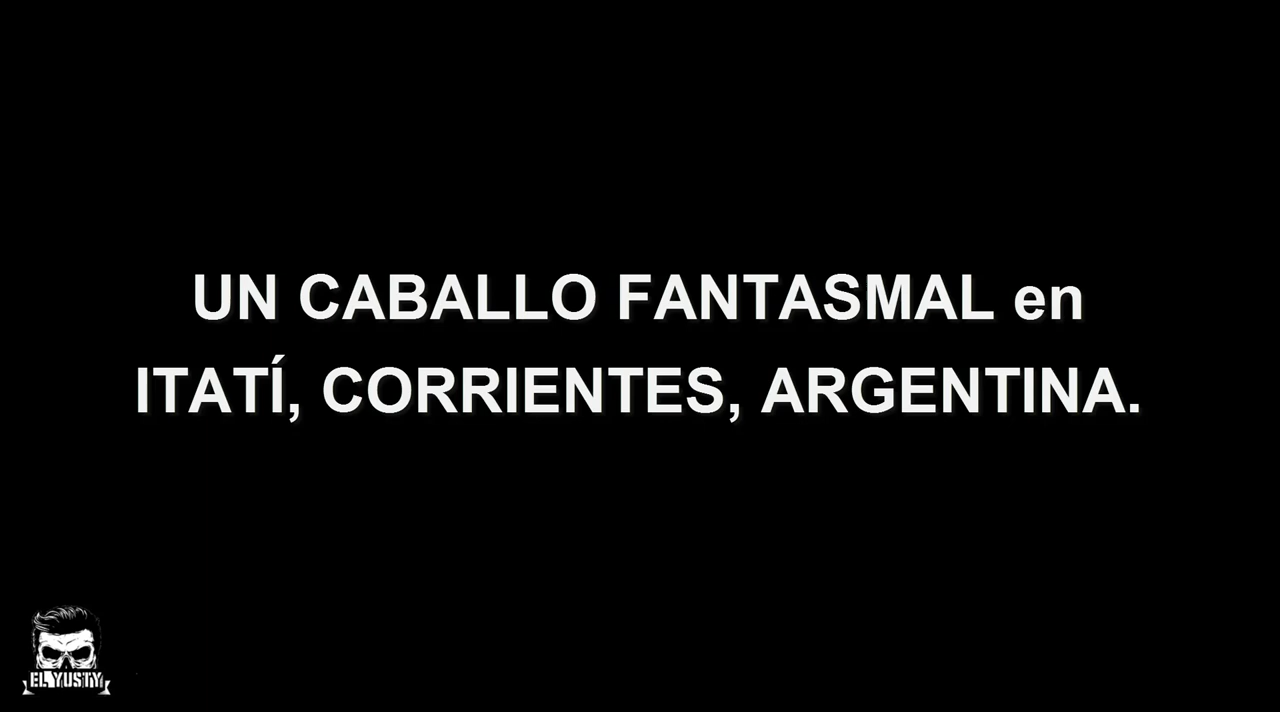 UN CABALLO FANTASMAL en
ITATÍ, CORRIENTES, ARGENTINA.
EL YUSTY